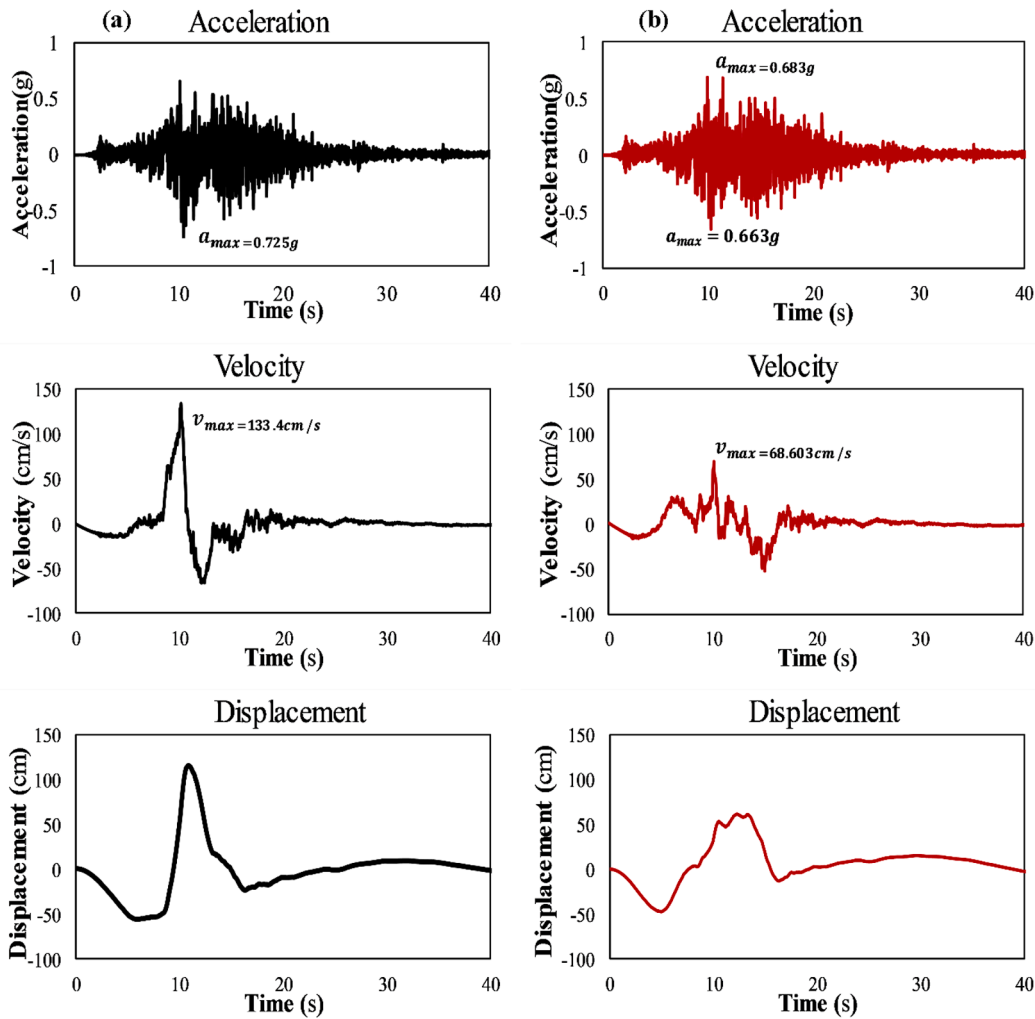 (a)
Acceleration
1
0.5
0
-0.5
-1
Acceleration(g)
a max=0.725g
0 10 20 30 40
Time (s)
(b)
Acceleration
1
0.5
0
-0.5
-1
Acceleration(g)
a max=0.683g
a max = 0.663g
0 10 20 30 40
Time (s)
Velocity
150
100
50
0
-50
-100
Velocity (cm/s)
v max=133.4cm/s
0 10 20 30 40
Time (s)
Velocity
150
100
50
0
-50
-100
Velocity (cm/s)
v max=68.603cm/s
0 10 20 30 40
Time (s)
Displacement
150
100
50
0
-50
-100
Displacement (cm)
0 10 20 30 40
Time (s)
Displacement
150
100
50
0
-50
-100
Displacement (cm)
0 10 20 30 40
Time (s)